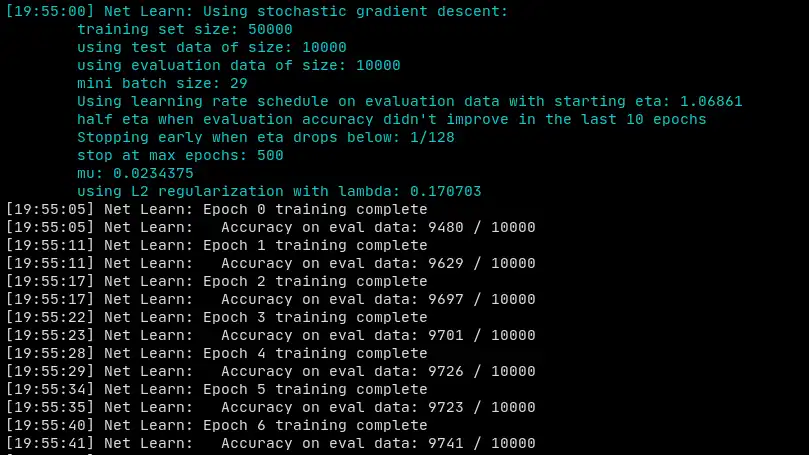 [19:55:00] Net Learn: Using stochastic gradient descent:
training set size: 50000
using test data of size: 10000
using evaluation data of size: 10000
mini batch size: 29
Using learning rate schedule on evaluation data with starting eta: 1.06861
half eta when evaluation accuracy didn't improve in the last 10 epochs
Stopping early when eta drops below: 1/128
stop at max epochs: 500
mu: 0.0234375
using L2 regularization with lambda: 0.170703
[19:55:05] Net Learn: Epoch 0 training complete
[19:55:05] Net Learn:   Accuracy on eval data: 9480 / 10000
[19:55:11] Net Learn: Epoch 1 training complete
[19:55:11] Net Learn:   Accuracy on eval data: 9629 / 10000
[19:55:17] Net Learn: Epoch 2 training complete
[19:55:17] Net Learn:   Accuracy on eval data: 9697 / 10000
[19:55:22] Net Learn: Epoch 3 training complete
[19:55:23] Net Learn:   Accuracy on eval data: 9701 / 10000
[19:55:28] Net Learn: Epoch 4 training complete
[19:55:29] Net Learn:   Accuracy on eval data: 9726 / 10000
[19:55:34] Net Learn: Epoch 5 training complete
[19:55:35] Net Learn:   Accuracy on eval data: 9723 / 10000
[19:55:40] Net Learn: Epoch 6 training complete
[19:55:41] Net Learn:   Accuracy on eval data: 9741 / 10000